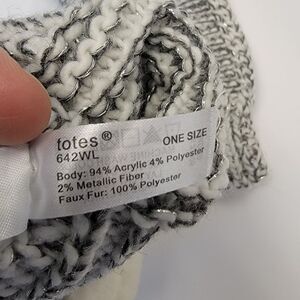 totes®
642WL ONE SIZE
Body: 94% Acrylic 4% Polyester
2% Metallic Fiber
Faux Fur: 100% Polyester